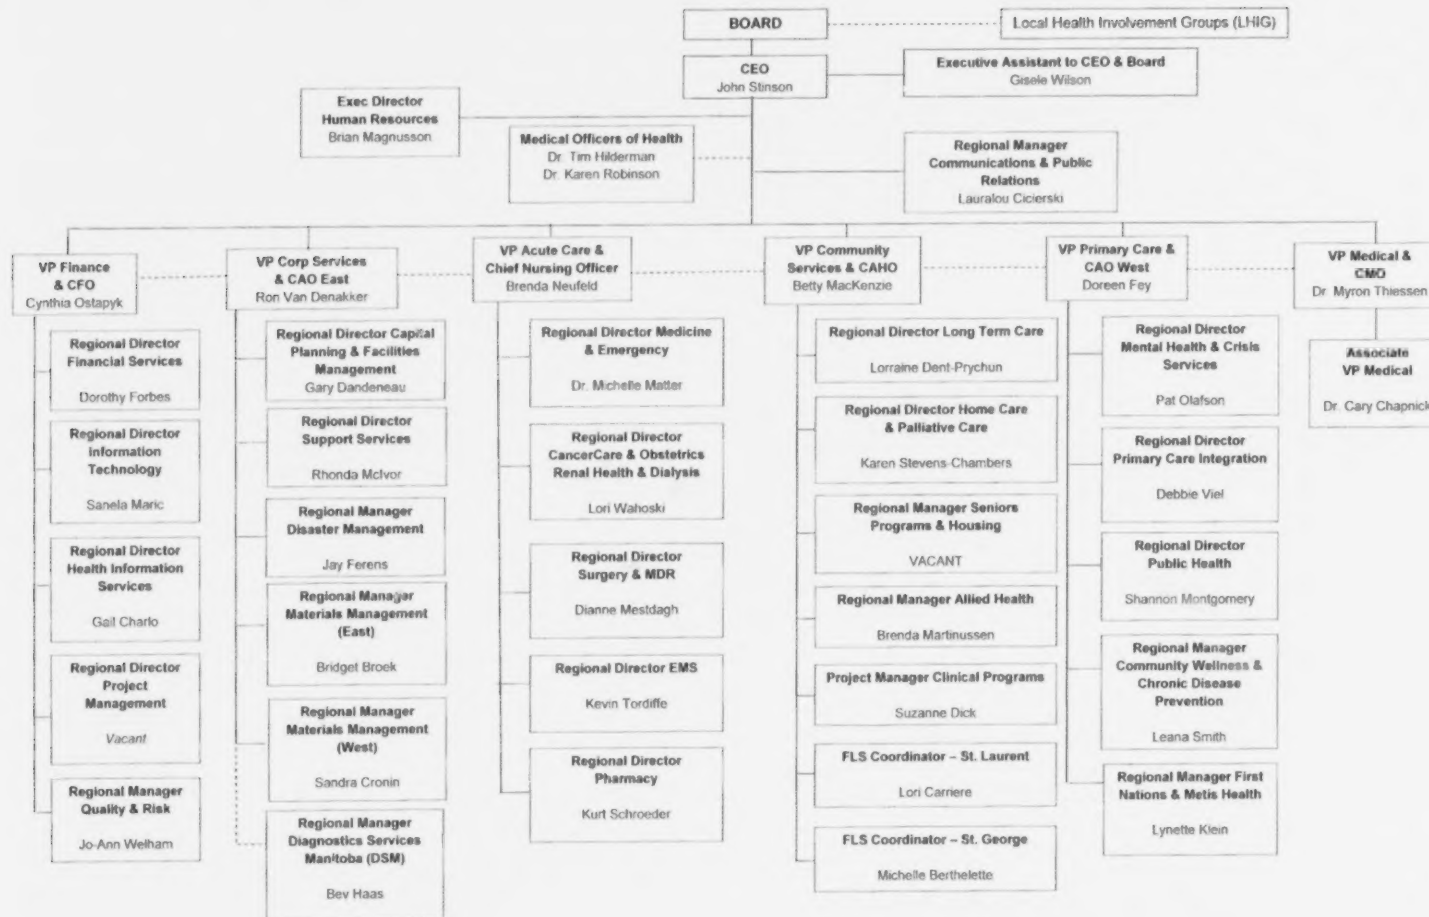 BOARD
Local Health Involvement Groups (LHIG)
CEO
John Stinson
Executive Assistant to CEO & Board
Gisele Wilson
Exec Director
Human Resources
Brian Magnusson
Medical Officers of Health
Dr. Tim Hilderman
Dr. Karen Robinson
Regional Manager
Communications & Public
Relations
Lauralou Cicierski
VP Finance
& CFO
Cynthia Ostapyk
VP Corp Services
& CAO East
Ron Van Denakker
VP Acute Care &
Chief Nursing Officer
Brenda Neufeld
VP Community
Services & CAHO
Betty MacKenzie
VP Primary Care &
CAO West
Doreen Fey
VP Medical &
CMO
Dr. Myron Thiessen
Regional Director
Financial Services
Dorothy Forbes
Regional Director
Information
Technology
Sanela Maric
Regional Director
Health Information
Services
Gail Charlo
Regional Director
Project
Management
Vacant
Regional Manager
Quality & Risk
Jo-Ann Welham
Regional Director Capital
Planning & Facilities
Management
Gary Dandeneau
Regional Director
Support Services
Rhonda McIvor
Regional Manager
Disaster Management
Jay Ferens
Regional Manager
Materials Management
(East)
Bridget Broek
Regional Manager
Materials Management
(West)
Sandra Cronin
Regional Manager
Diagnostics Services
Manitoba (DSM)
Bev Haas
Regional Director Medicine
& Emergency
Dr. Michelle Matter
Regional Director
CancerCare & Obstetrics
Renal Health & Dialysis
Lori Wahoski
Regional Director
Surgery & MDR
Dianne Mestdagh
Regional Director EMS
Kevin Tordiffe
Regional Director
Pharmacy
Kurt Schroeder
Regional Director Long Term Care
Lorraine Dent-Prychun
Regional Director Home Care
& Palliative Care
Karen Stevens-Chambers
Regional Manager Seniors
Programs & Housing
VACANT
Regional Manager Allied Health
Brenda Martinussen
Project Manager Clinical Programs
Suzanne Dick
FLS Coordinator – St. Laurent
Lori Carriere
FLS Coordinator – St. George
Michelle Berthelette
Regional Director
Mental Health & Crisis
Services
Pat Olafson
Regional Director
Primary Care Integration
Debbie Viel
Regional Director
Public Health
Shannon Montgomery
Regional Manager
Community Wellness &
Chronic Disease
Prevention
Leana Smith
Regional Manager First
Nations & Metis Health
Lynette Klein
Associate
VP Medical
Dr. Cary Chapnick